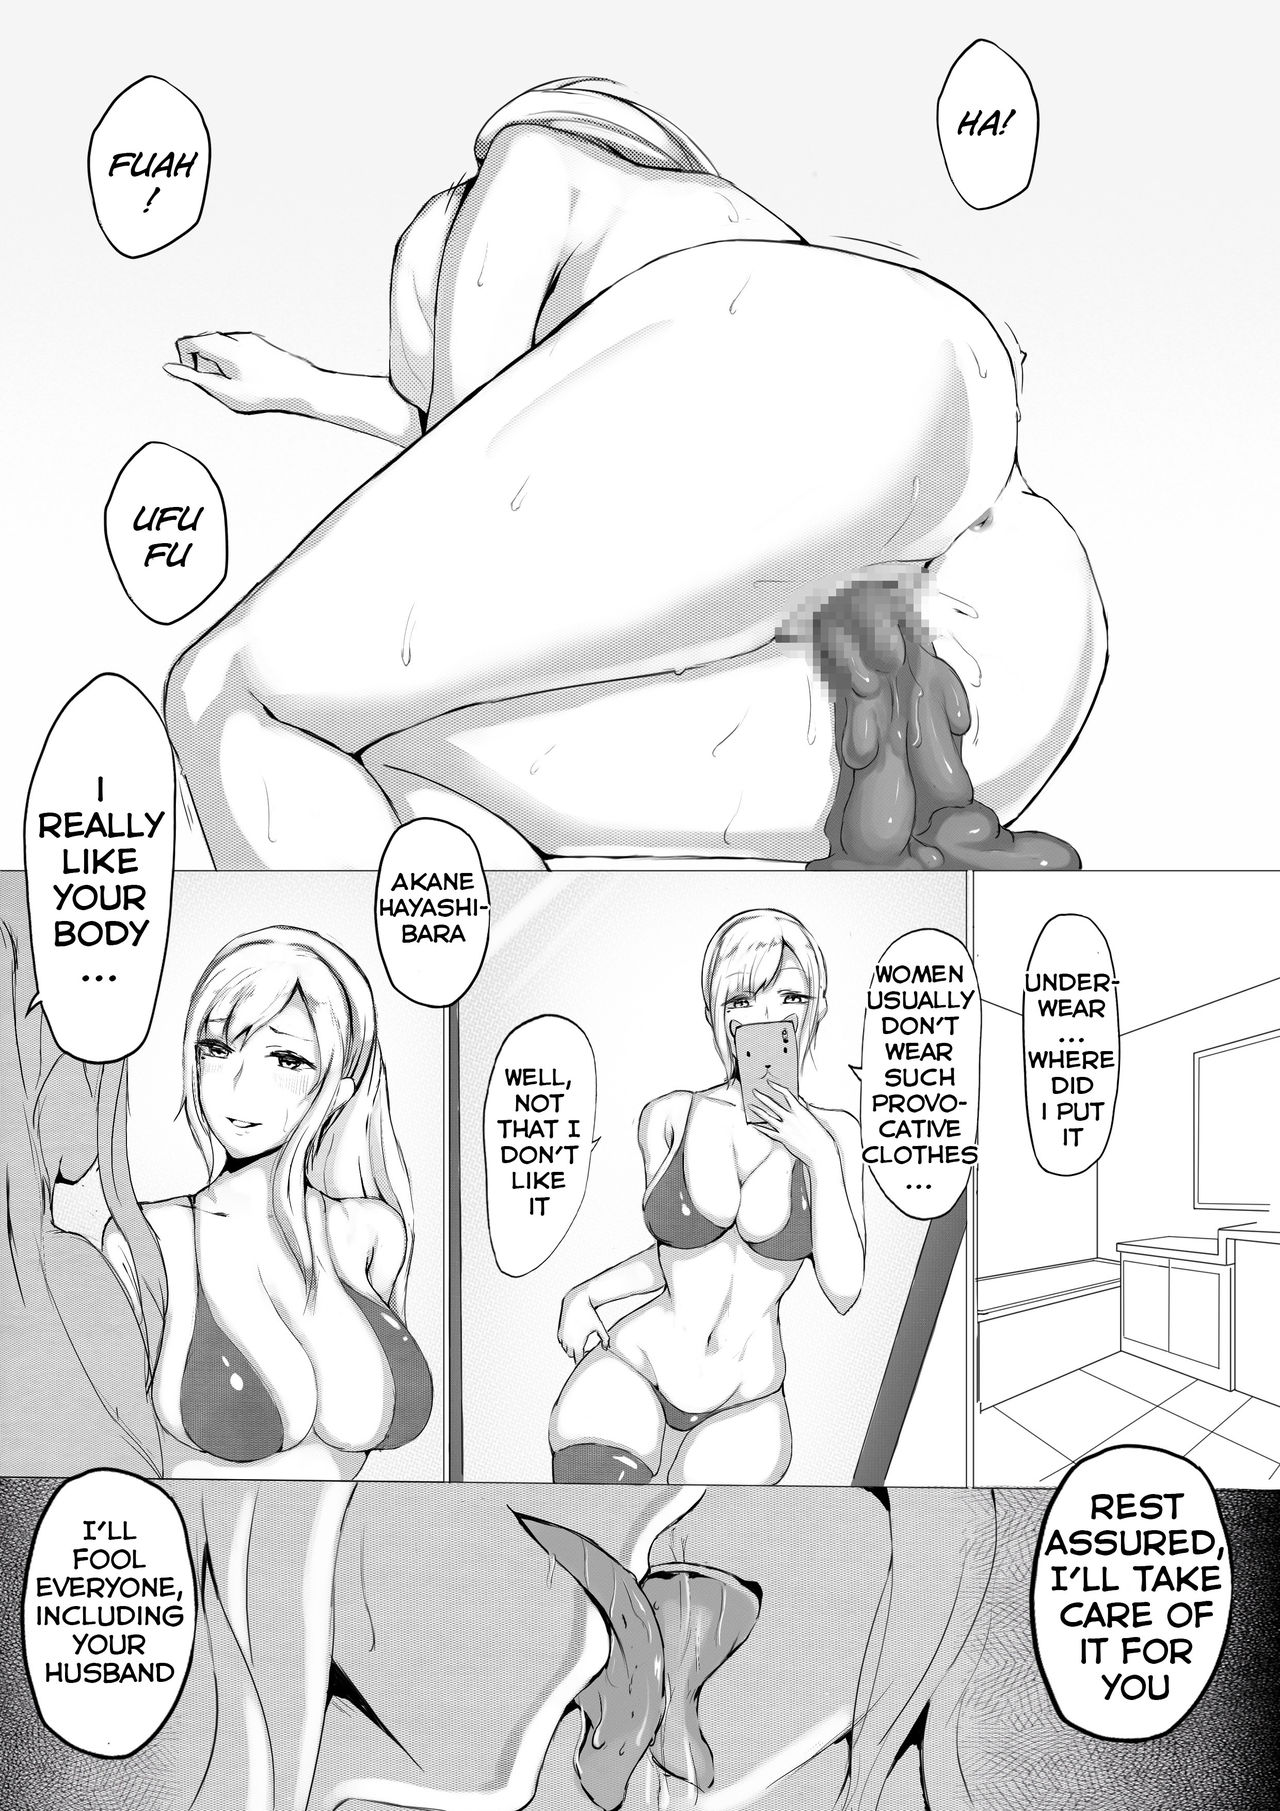 HA!
FUAH
!
UFU
FU
UNDER-
WEAR
...
WHERE
DID
I PUT
IT
WOMEN
USUALLY
DON'T
WEAR
SUCH
PROVO-
CATIVE
CLOTHES
...
WELL,
NOT
THAT I
DON'T
LIKE
IT
AKANE
HAYASHI-
BARA
I
REALLY
LIKE
YOUR
BODY
...
REST
ASSURED,
I'LL TAKE
CARE OF
IT FOR
YOU
I'LL
FOOL
EVERYONE,
INCLUDING
YOUR
HUSBAND